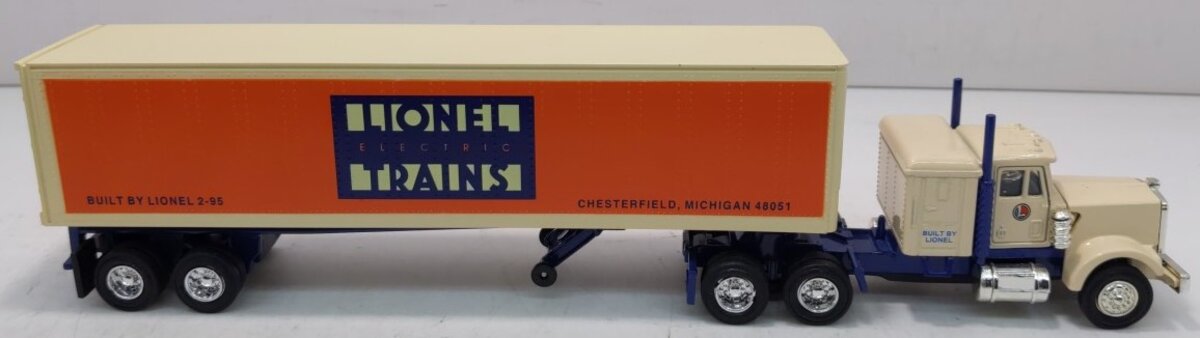 LIONEL
ELECTRIC
TRAINS
BUILT BY LIONEL 2-95
CHESTERFIELD, MICHIGAN 48051
BUILT BY
LIONEL
L